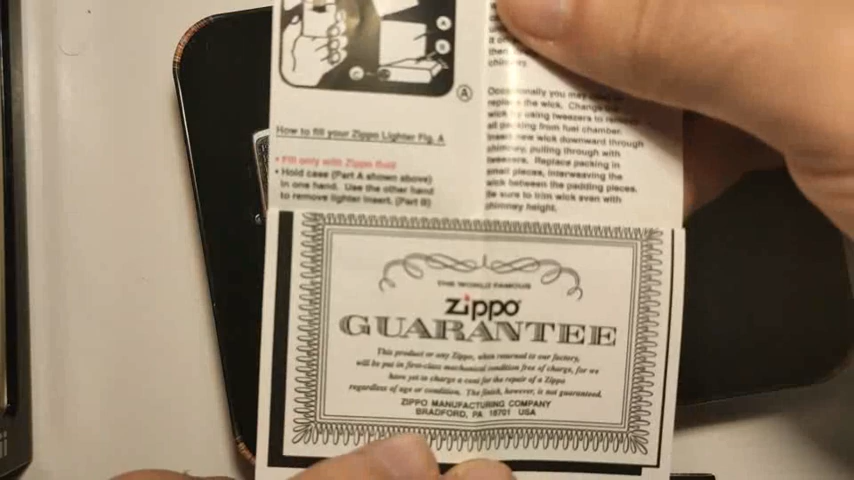 A
B
C
A
How to fill your Zippo Lighter Fig. A
• Fill only with Zippo fluid
• Hold case (Part A shown above)
in one hand. Use the other hand
to remove lighter insert. (Part B)
then
chimney.
Occasionally you may
replace the wick. Change
wick by using tweezers to remove
all packing from fuel chamber.
Insert new wick downward through
chimney, pulling through with
tweezers. Replace packing in
small pieces, interweaving the
wick between the padding pieces.
Be sure to trim wick even with
chimney height.
THE WORLD FAMOUS
zippo
GUARANTEE
This product or any Zippo, when returned to our factory,
will be put in first-class mechanical condition free of charge, for we
have yet to charge a cent for the repair of a Zippo
regardless of age or condition. The finish, however, is not guaranteed.
ZIPPO MANUFACTURING COMPANY
BRADFORD, PA 16701 USA